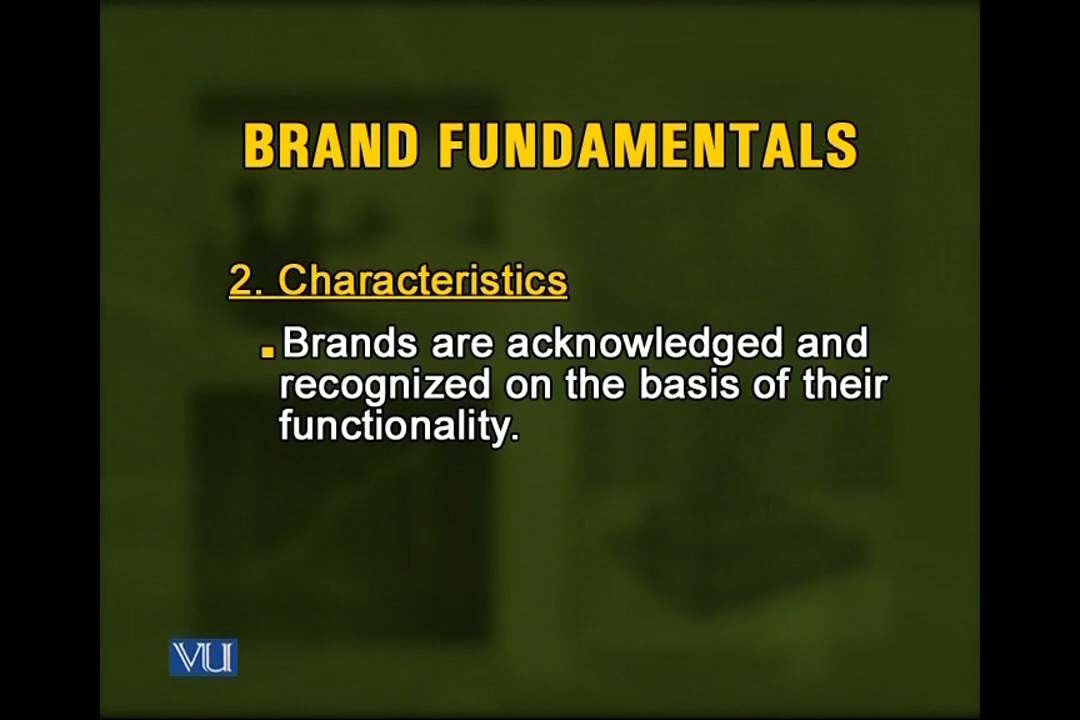 BRAND FUNDAMENTALS
2. Characteristics
▪Brands are acknowledged and
recognized on the basis of their
functionality.
VU